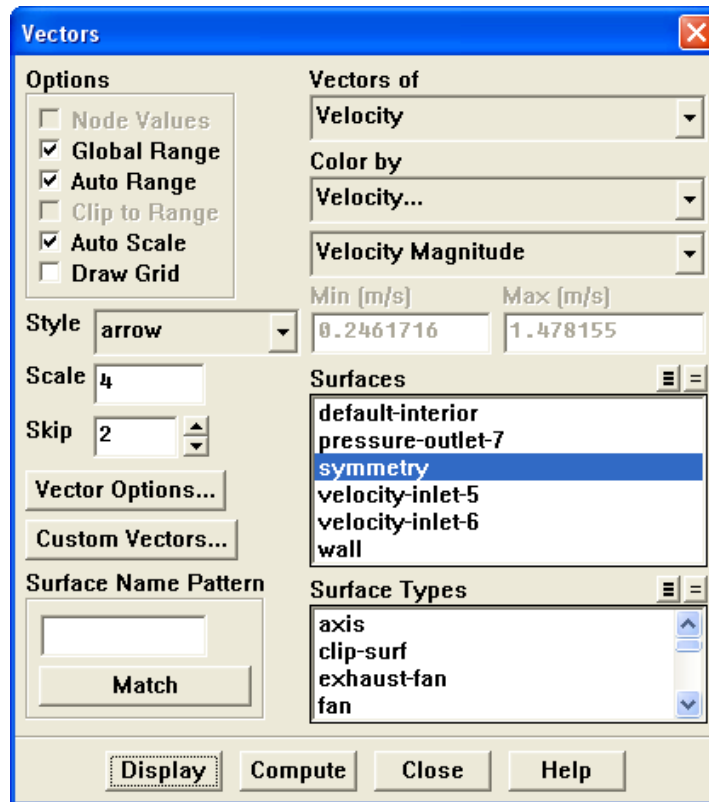 Vectors
Options
Node Values
Global Range
Auto Range
Clip to Range
Auto Scale
Draw Grid
Style arrow
Scale 4
Skip 2
Vector Options...
Custom Vectors...
Surface Name Pattern
Match
Vectors of
Velocity
Color by
Velocity...
Velocity Magnitude
Min (m/s) Max (m/s)
0.2461716 1.478155
Surfaces
default-interior
pressure-outlet-7
symmetry
velocity-inlet-5
velocity-inlet-6
wall
Surface Types
axis
clip-surf
exhaust-fan
fan
Display Compute Close Help